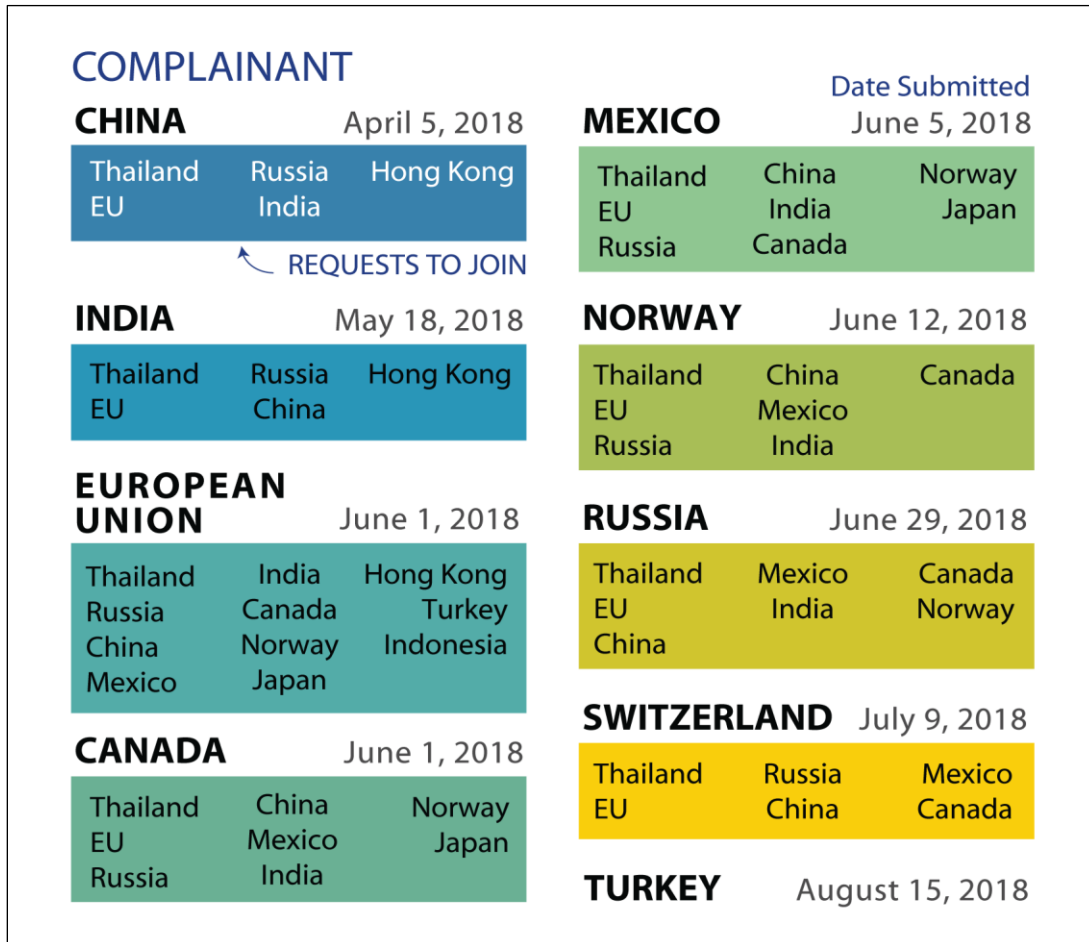 COMPLAINANT
CHINA April 5, 2018
Thailand Russia Hong Kong
EU India
REQUESTS TO JOIN
INDIA May 18, 2018
Thailand Russia Hong Kong
EU China
EUROPEAN
UNION June 1, 2018
Thailand India Hong Kong
Russia Canada Turkey
China Norway Indonesia
Mexico Japan
CANADA June 1, 2018
Thailand China Norway
EU Mexico Japan
Russia India
Date Submitted
MEXICO June 5, 2018
Thailand China Norway
EU India Japan
Russia Canada
NORWAY June 12, 2018
Thailand China Canada
EU Mexico
Russia India
RUSSIA June 29, 2018
Thailand Mexico Canada
EU India Norway
China
SWITZERLAND July 9, 2018
Thailand Russia Mexico
EU China Canada
TURKEY August 15, 2018